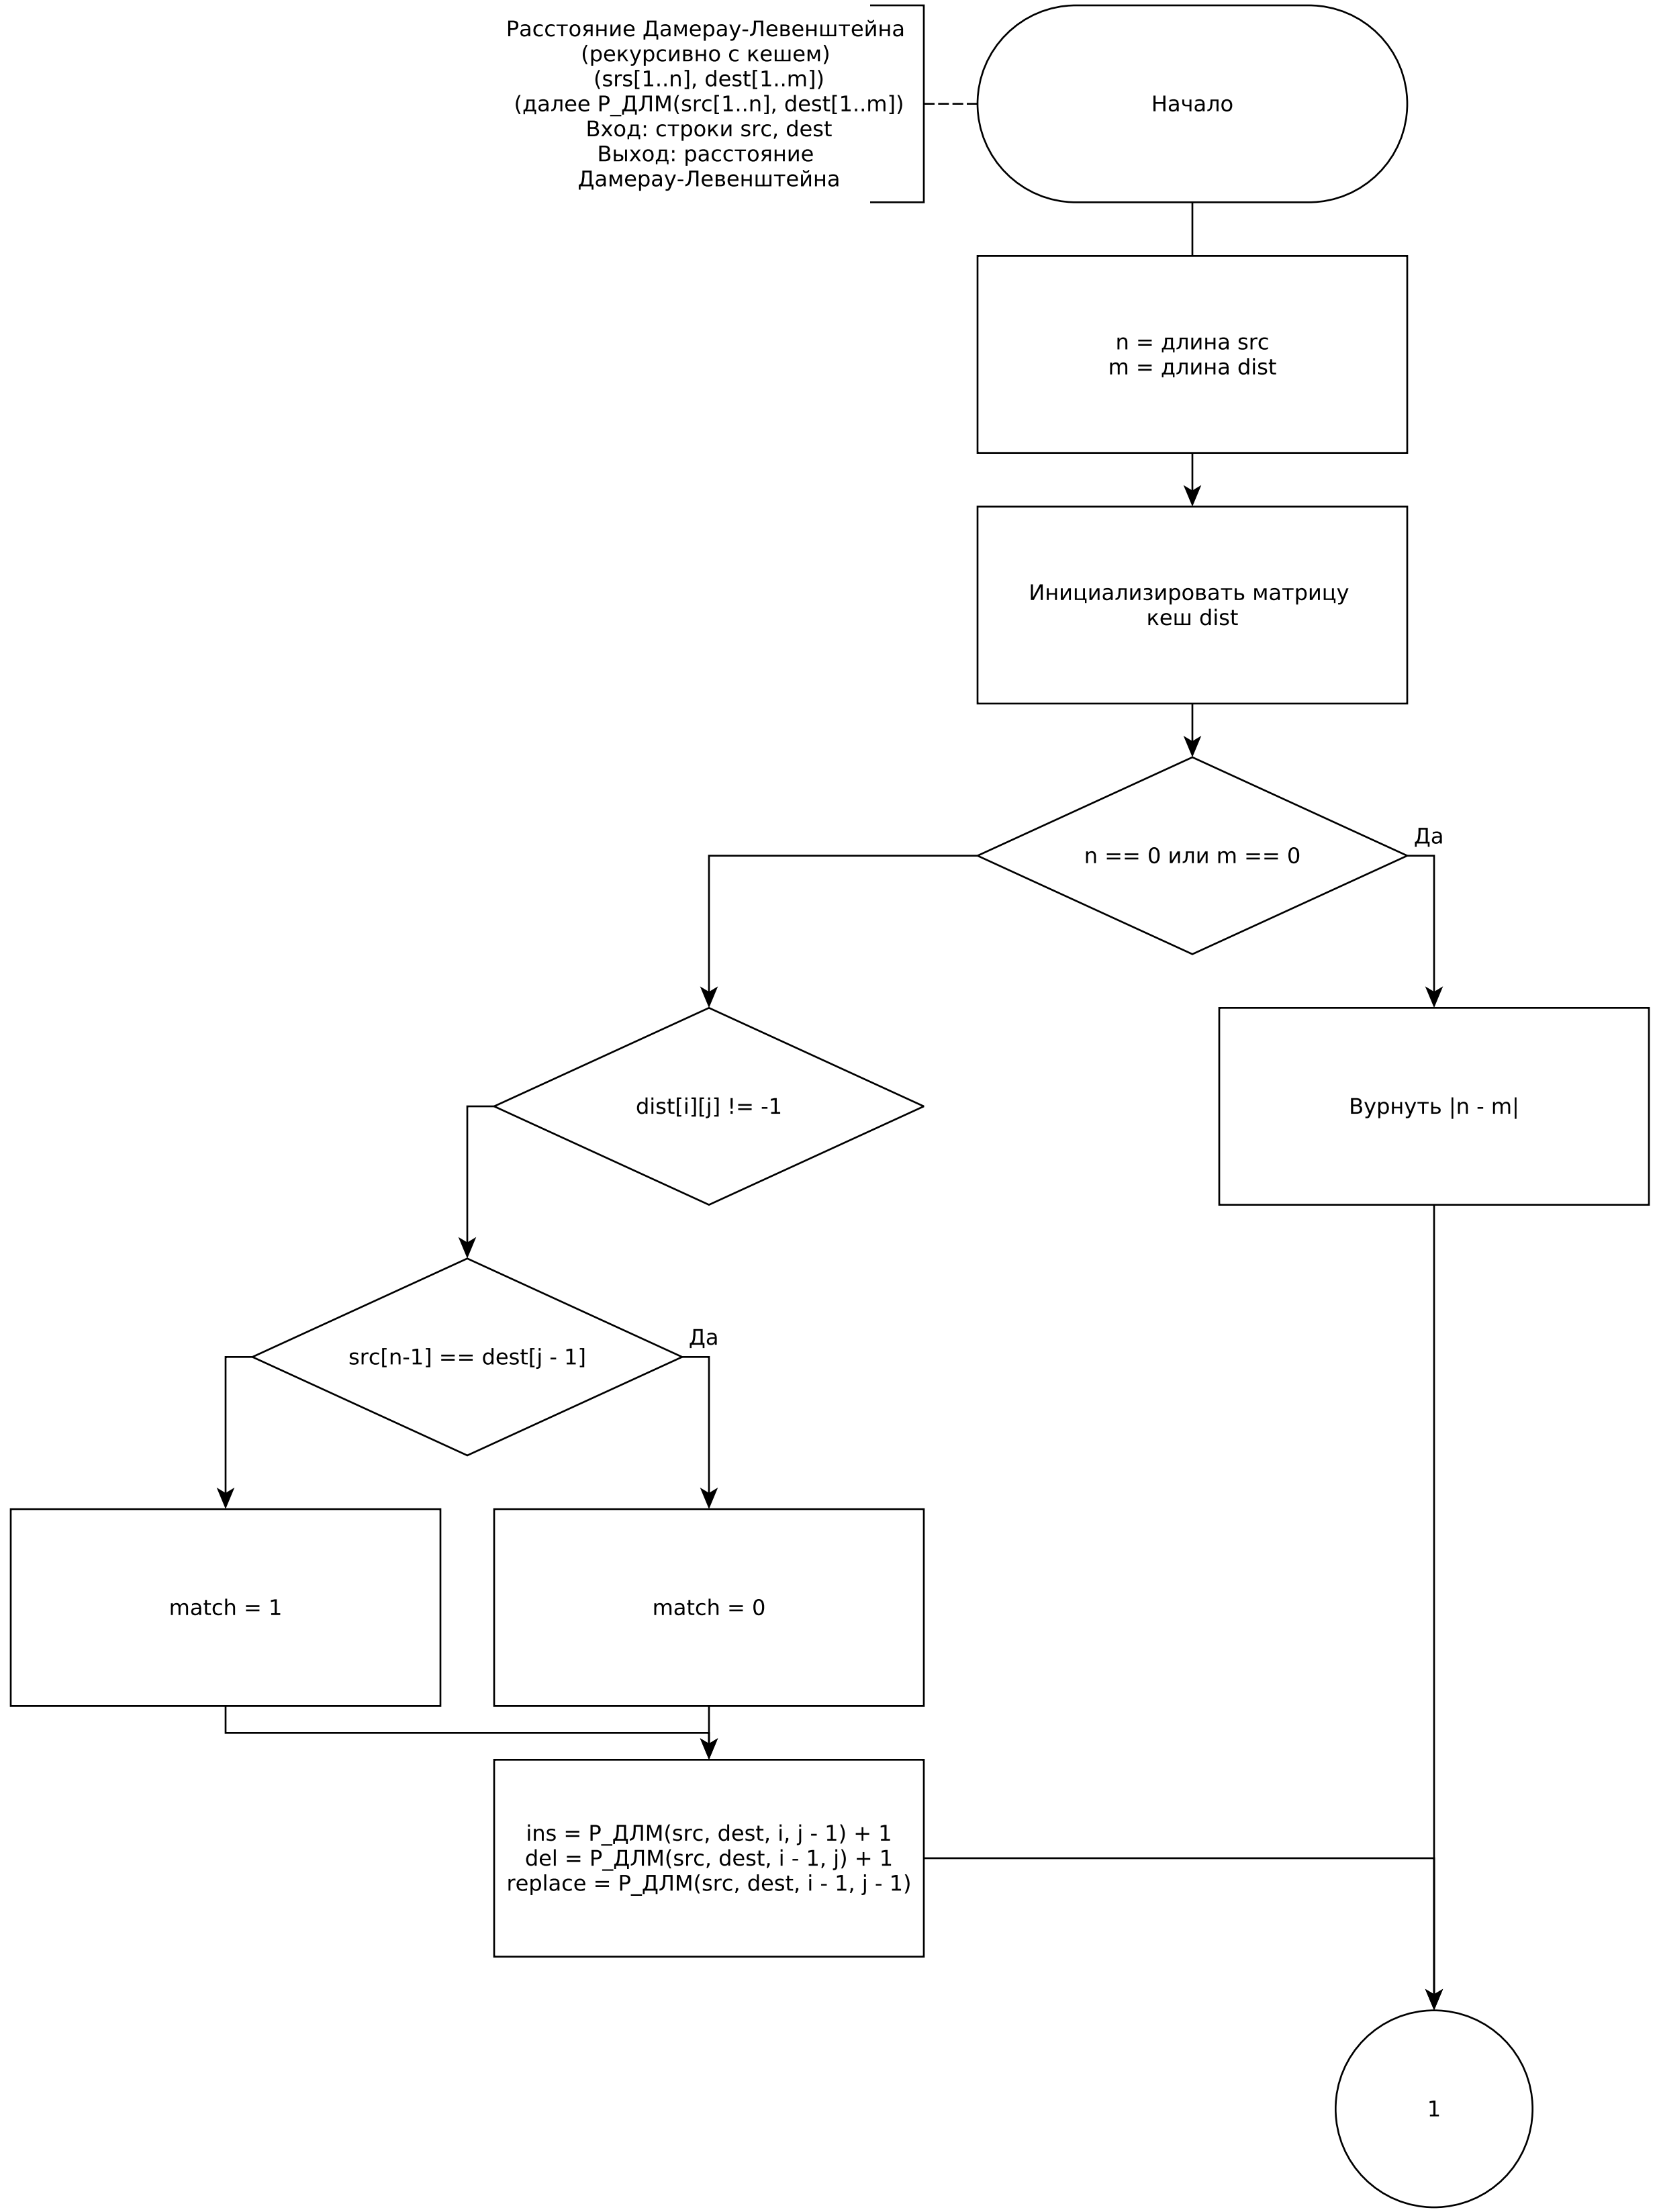 Расстояние Дамерау-Левенштейна
(рекурсивно с кешем)
(srs[1..n], dest[1..m])
(далее Р_ДЛМ(src[1..n], dest[1..m])
Вход: строки src, dest
Выход: расстояние
Дамерау-Левенштейна
Начало
n = длина src
m = длина dist
Инициализировать матрицу
кеш dist
n == 0 или m == 0
Да
dist[i][j] != -1
Вурнуть |n - m|
src[n-1] == dest[j - 1]
Да
match = 1
match = 0
ins = Р_ДЛМ(src, dest, i, j - 1) + 1
del = Р_ДЛМ(src, dest, i - 1, j) + 1
replace = Р_ДЛМ(src, dest, i - 1, j - 1)
1